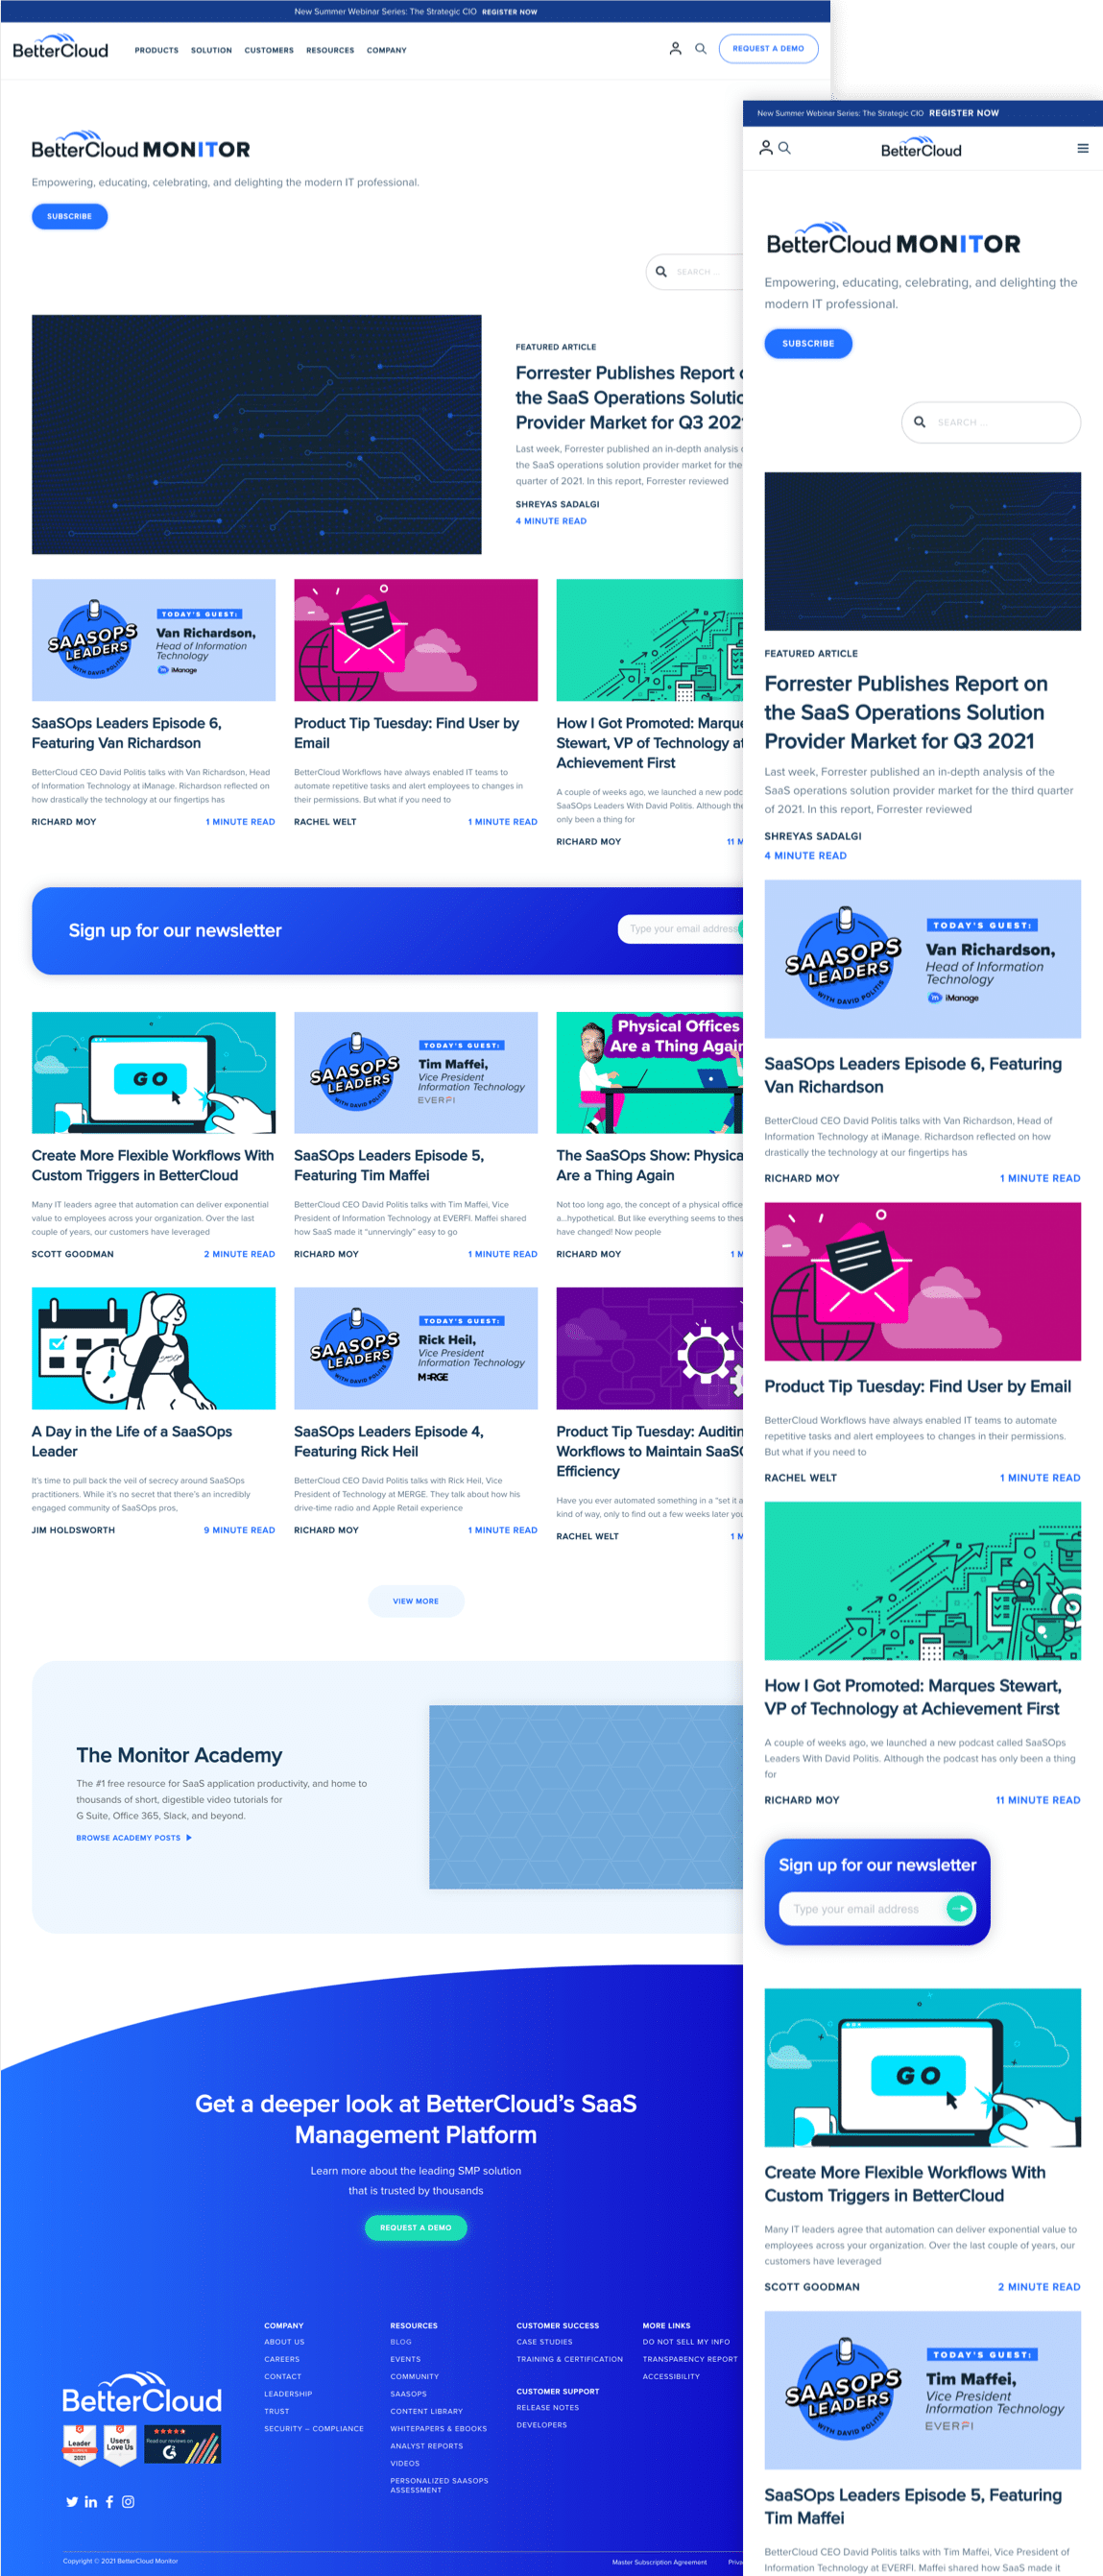 New Summer Webinar Series: The Strategic CIO REGISTER NOW
BetterCloud PRODUCTS SOLUTION CUSTOMERS RESOURCES COMPANY REQUEST A DEMO
BetterCloud MONITOR
Empowering, educating, celebrating, and delighting the modern IT professional.
SUBSCRIBE
SEARCH ...
FEATURED ARTICLE
Forrester Publishes Report
the SaaS Operations
Provider Market for Q3
Last week, Forrester published an in-depth analysis
the SaaS operations solution provider market for the
quarter of 2021. In this report, Forrester reviewed
SHREYAS SADALGI
4 MINUTE READ
SAASOPS
LEADERS
WITH DAVID POLITIS
TODAY'S GUEST:
Van Richardson,
Head of Information
Technology
iManage
SaaSOps Leaders Episode 6,
Featuring Van Richardson
BetterCloud CEO David Politis talks with Van Richardson, Head
of Information Technology at iManage. Richardson reflected on
how drastically the technology at our fingertips has
RICHARD MOY 1 MINUTE READ
Product Tip Tuesday: Find User by
Email
BetterCloud Workflows have always enabled IT teams to
automate repetitive tasks and alert employees to changes in
their permissions. But what if you need to
RACHEL WELT 1 MINUTE READ
How I Got Promoted:
Stewart, VP of Technology at
Achievement First
A couple of weeks ago, we launched a new
SaaSOps Leaders With David Politis. Although the
only been a thing for
RICHARD MOY 11
Sign up for our newsletter
Type your email address
GO
Create More Flexible Workflows With
Custom Triggers in BetterCloud
Many IT leaders agree that automation can deliver exponential
value to employees across your organization. Over the last
couple of years, our customers have leveraged
SCOTT GOODMAN 2 MINUTE READ
SAASOPS
LEADERS
WITH DAVID POLITIS
TODAY'S GUEST:
Tim Maffei,
Vice President
Information Technology
EVERFI
SaaSOps Leaders Episode 5,
Featuring Tim Maffei
BetterCloud CEO David Politis talks with Tim Maffei, Vice
President of Information Technology at EVERFI. Maffei shared
how SaaS made it "unnervingly" easy to go
RICHARD MOY 1 MINUTE READ
Physical Offices
Are a Thing Again
The SaaSOps Show:
Are a Thing Again
Not too long ago, the concept of a physical office
a...hypothetical. But like everything seems to
have changed! Now people
RICHARD MOY 1
A Day in the Life of a SaaSOps
Leader
It's time to pull back the veil of secrecy around SaaSOps
practitioners. While it's no secret that there's an incredibly
engaged community of SaaSOps pros,
JIM HOLDSWORTH 9 MINUTE READ
SAASOPS
LEADERS
WITH DAVID POLITIS
TODAY'S GUEST:
Rick Heil,
Vice President
Information Technology
MERGE
SaaSOps Leaders Episode 4,
Featuring Rick Heil
BetterCloud CEO David Politis talks with Rick Heil, Vice
President of Technology at MERGE. They talk about how his
drive-time radio and Apple Retail experience
RICHARD MOY 1 MINUTE READ
Product Tip Tuesday:
Workflows to Maintain
Efficiency
Have you ever automated something in a "set it
kind of way, only to find out a few weeks later
RACHEL WELT 1
VIEW MORE
The Monitor Academy
The #1 free resource for SaaS application productivity, and home to
thousands of short, digestible video tutorials for
G Suite, Office 365, Slack, and beyond.
BROWSE ACADEMY POSTS
Get a deeper look at BetterCloud's SaaS
Management Platform
Learn more about the leading SMP solution
that is trusted by thousands
REQUEST A DEMO
BetterCloud
Leader
2021
Users
Love Us
Read our reviews on
COMPANY
ABOUT US
CAREERS
CONTACT
LEADERSHIP
TRUST
SECURITY – COMPLIANCE
RESOURCES
BLOG
EVENTS
COMMUNITY
SAASOPS
CONTENT LIBRARY
WHITEPAPERS & EBOOKS
ANALYST REPORTS
VIDEOS
PERSONALIZED SAASOPS
ASSESSMENT
CUSTOMER SUCCESS
CASE STUDIES
TRAINING & CERTIFICATION
CUSTOMER SUPPORT
RELEASE NOTES
DEVELOPERS
MORE LINKS
DO NOT SELL MY INFO
TRANSPARENCY REPORT
ACCESSIBILITY
Copyright © 2021 BetterCloud Monitor
Master Subscription Agreement
New Summer Webinar Series: The Strategic CIO REGISTER NOW
BetterCloud
BetterCloud MONITOR
Empowering, educating, celebrating, and delighting the
modern IT professional.
SUBSCRIBE
SEARCH ...
FEATURED ARTICLE
Forrester Publishes Report on
the SaaS Operations Solution
Provider Market for Q3 2021
Last week, Forrester published an in-depth analysis of the
SaaS operations solution provider market for the third quarter
of 2021. In this report, Forrester reviewed
SHREYAS SADALGI
4 MINUTE READ
SAASOPS
LEADERS
WITH DAVID POLITIS
TODAY'S GUEST:
Van Richardson,
Head of Information
Technology
iManage
SaaSOps Leaders Episode 6, Featuring
Van Richardson
BetterCloud CEO David Politis talks with Van Richardson, Head of
Information Technology at iManage. Richardson reflected on how
drastically the technology at our fingertips has
RICHARD MOY 1 MINUTE READ
Product Tip Tuesday: Find User by Email
BetterCloud Workflows have always enabled IT teams to automate
repetitive tasks and alert employees to changes in their permissions.
But what if you need to
RACHEL WELT 1 MINUTE READ
How I Got Promoted: Marques Stewart,
VP of Technology at Achievement First
A couple of weeks ago, we launched a new podcast called SaaSOps
Leaders With David Politis. Although the podcast has only been a thing
for
RICHARD MOY 11 MINUTE READ
Sign up for our newsletter
Type your email address
GO
Create More Flexible Workflows With
Custom Triggers in BetterCloud
Many IT leaders agree that automation can deliver exponential value to
employees across your organization. Over the last couple of years, our
customers have leveraged
SCOTT GOODMAN 2 MINUTE READ
SAASOPS
LEADERS
WITH DAVID POLITIS
TODAY'S GUEST:
Tim Maffei,
Vice President
Information Technology
EVERFI
SaaSOps Leaders Episode 5, Featuring
Tim Maffei
BetterCloud CEO David Politis talks with Tim Maffei, Vice President of
Information Technology at EVERFI. Maffei shared how SaaS made it